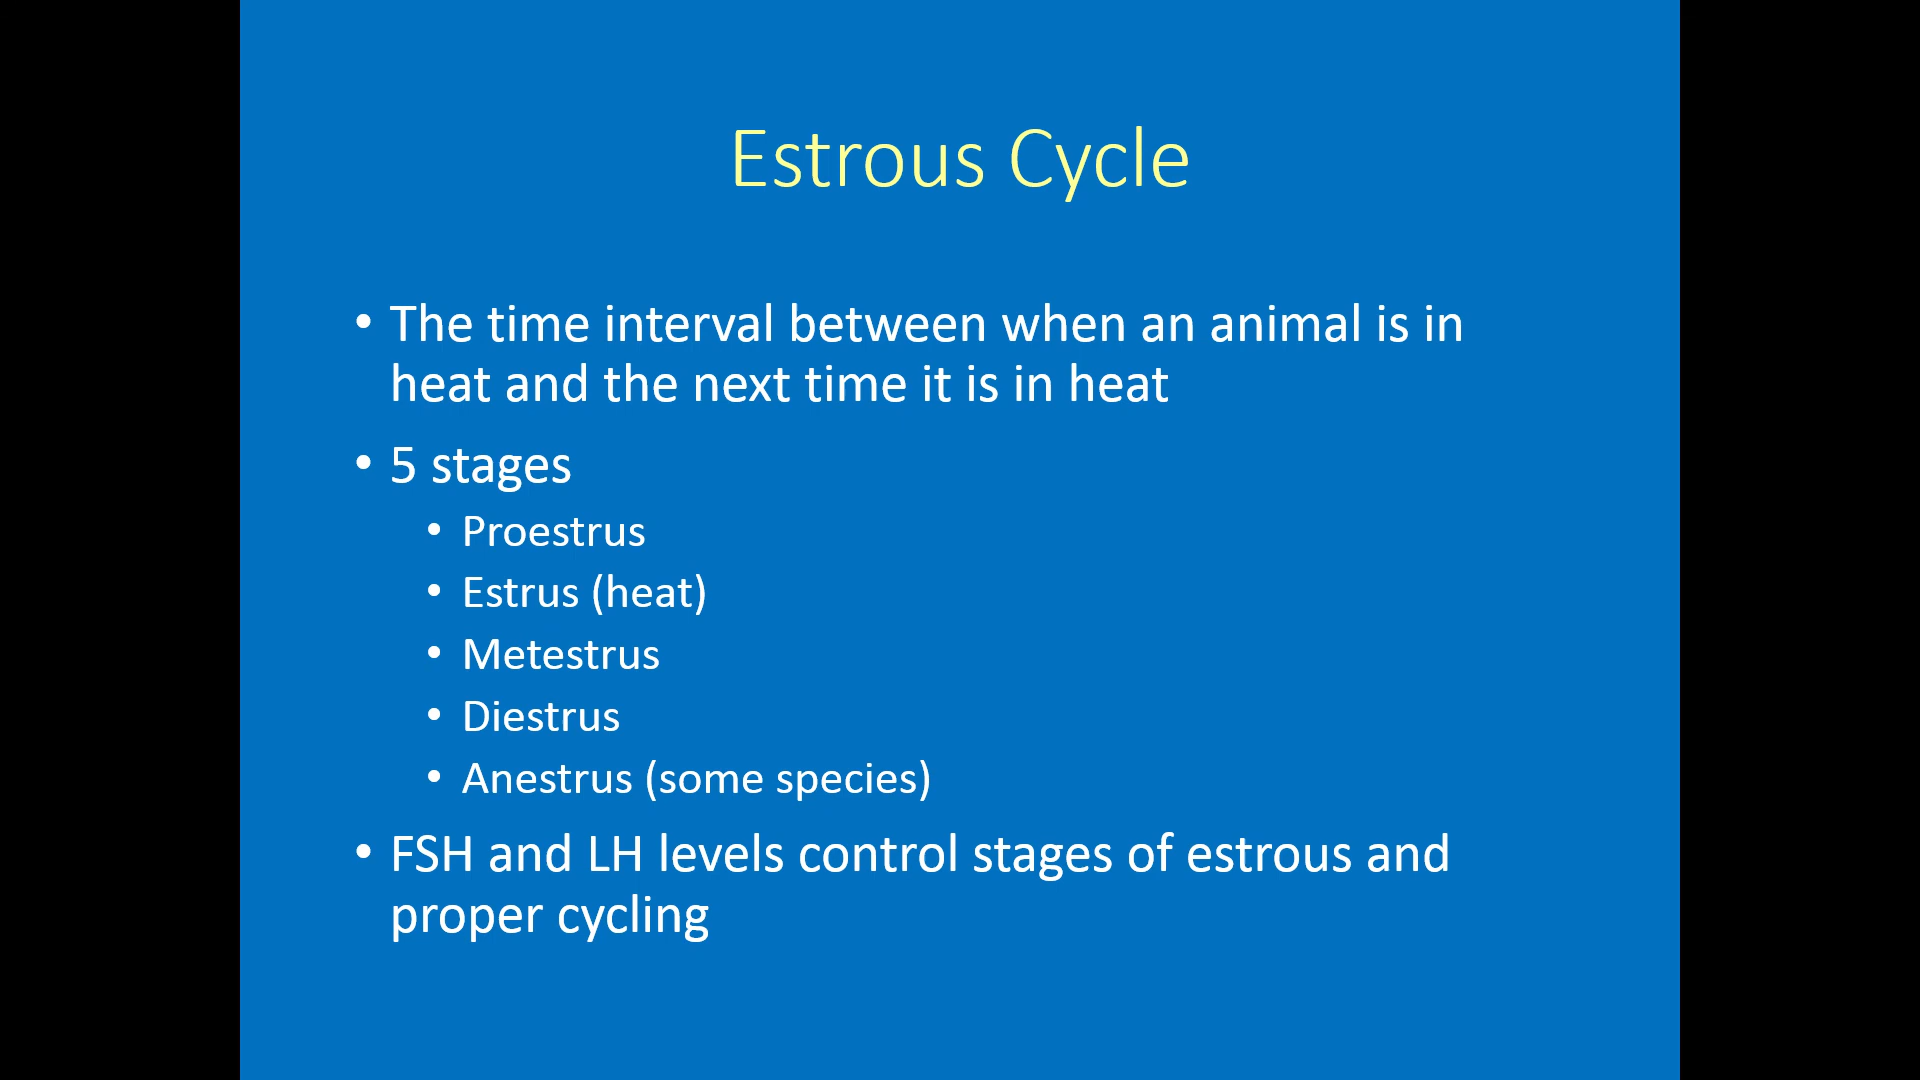 Estrous Cycle
• The time interval between when an animal is in
heat and the next time it is in heat
• 5 stages
• Proestrus
• Estrus (heat)
• Metestrus
• Diestrus
• Anestrus (some species)
• FSH and LH levels control stages of estrous and
proper cycling